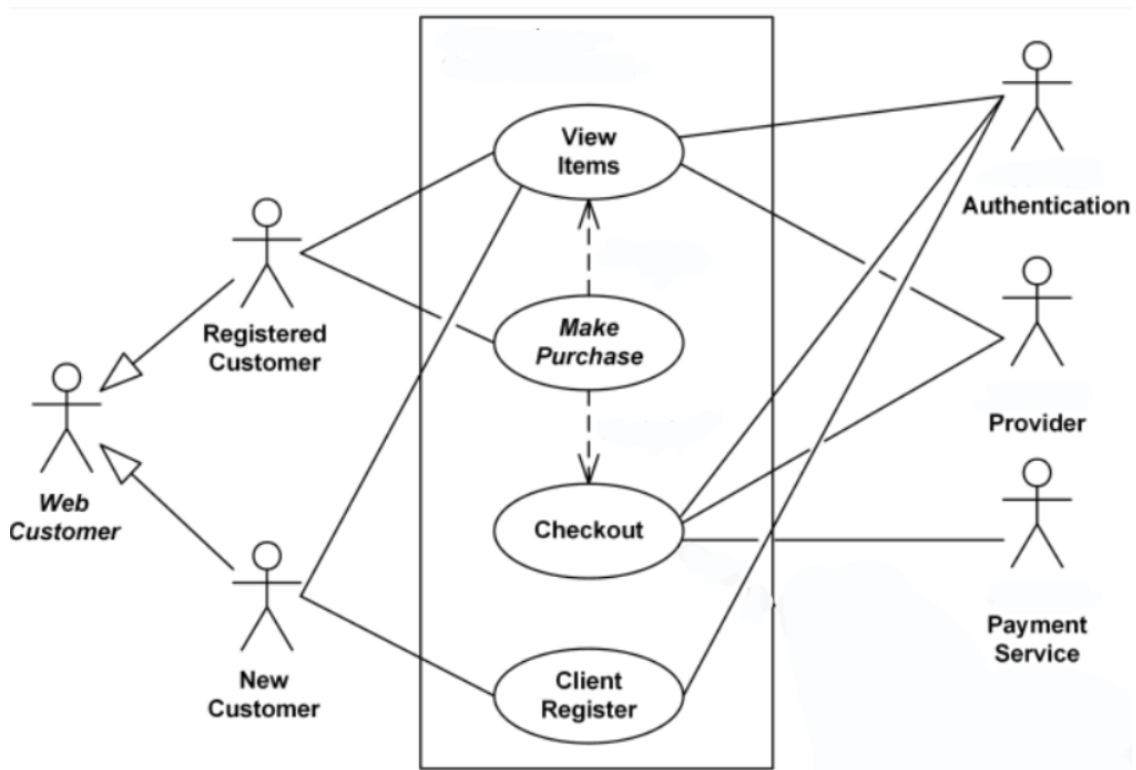 View
Items
Authentication
Registered
Customer
Make
Purchase
Provider
Web
Customer
Checkout
New
Customer
Client
Register
Payment
Service